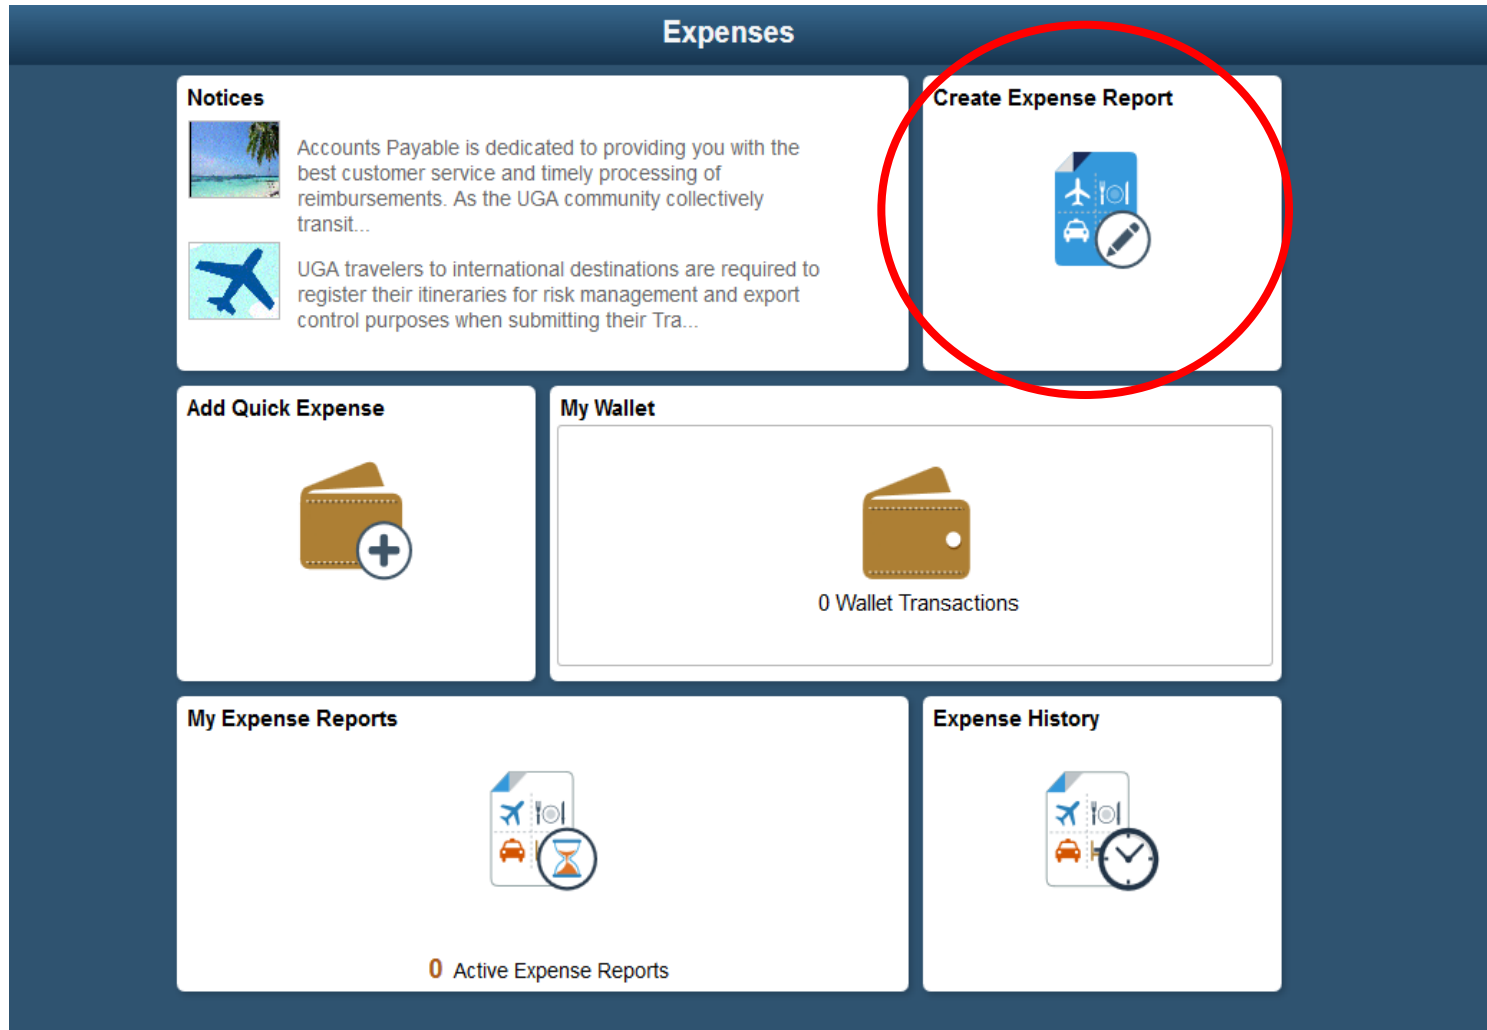 Expenses
Notices
Accounts Payable is dedicated to providing you with the
best customer service and timely processing of
reimbursements. As the UGA community collectively
transit...
UGA travelers to international destinations are required to
register their itineraries for risk management and export
control purposes when submitting their Tra...
Create Expense Report
Add Quick Expense
My Wallet
0 Wallet Transactions
My Expense Reports
0 Active Expense Reports
Expense History